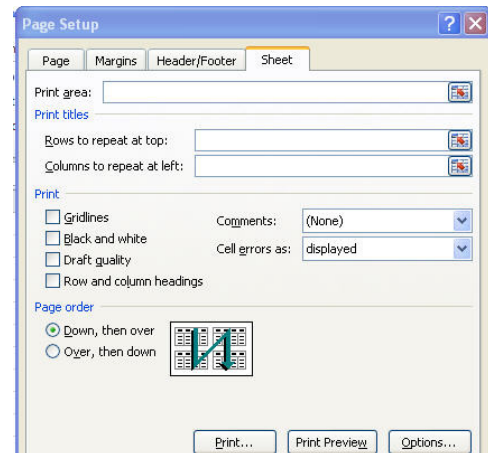 Page Setup
Page Margins Header/Footer Sheet
Print area:
Print titles
Rows to repeat at top:
Columns to repeat at left:
Print
Gridlines
Comments: (None)
Black and white
Cell errors as: displayed
Draft quality
Row and column headings
Page order
Down, then over
Over, then down
Print... Print Preview Options...